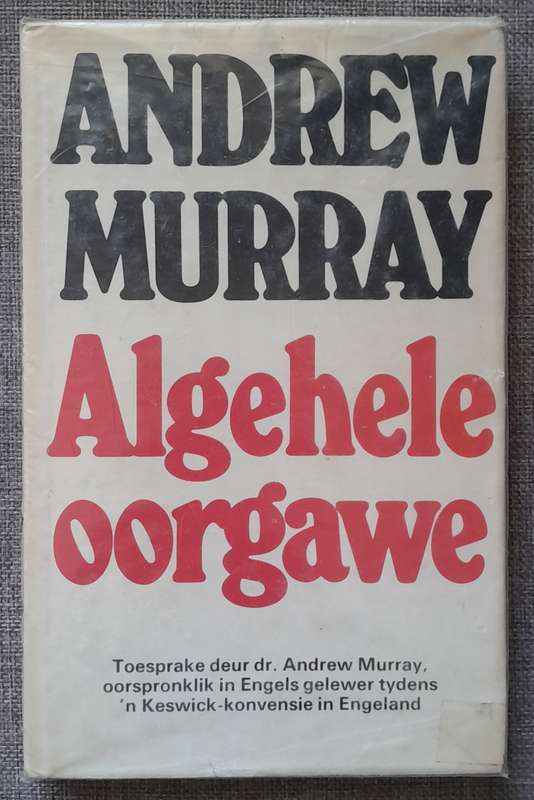 ANDREW
MURRAY
Algehele
oorgawe
Toesprake deur dr. Andrew Murray,
oorspronklik in Engels gelewer tydens
'n Keswick-konvensie in Engeland